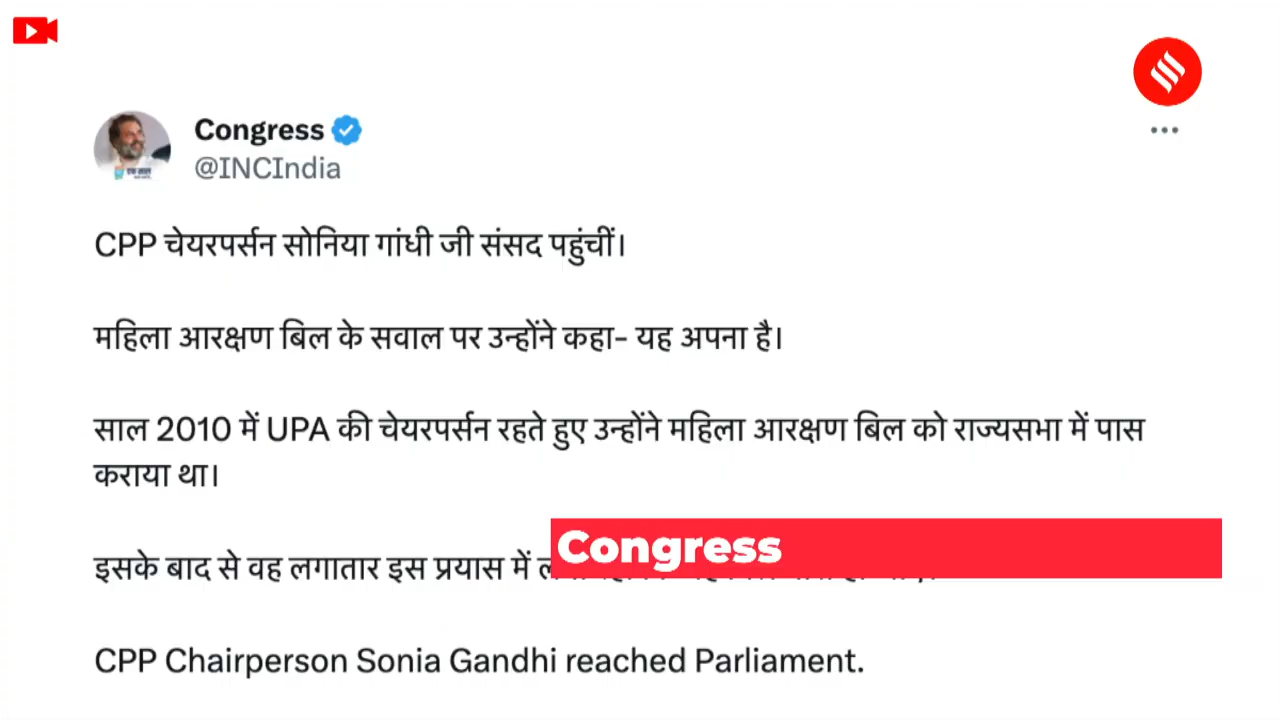 Congress
@INCIndia
CPP चेयरपर्सन सोनिया गांधी जी संसद पहुंचीं।
महिला आरक्षण बिल के सवाल पर उन्होंने कहा- यह अपना है।
साल 2010 में UPA की चेयरपर्सन रहते हुए उन्होंने महिला आरक्षण बिल को राज्यसभा में पास
कराया था।
इसके बाद से वह लगातार इस प्रयास में
Congress
CPP Chairperson Sonia Gandhi reached Parliament.